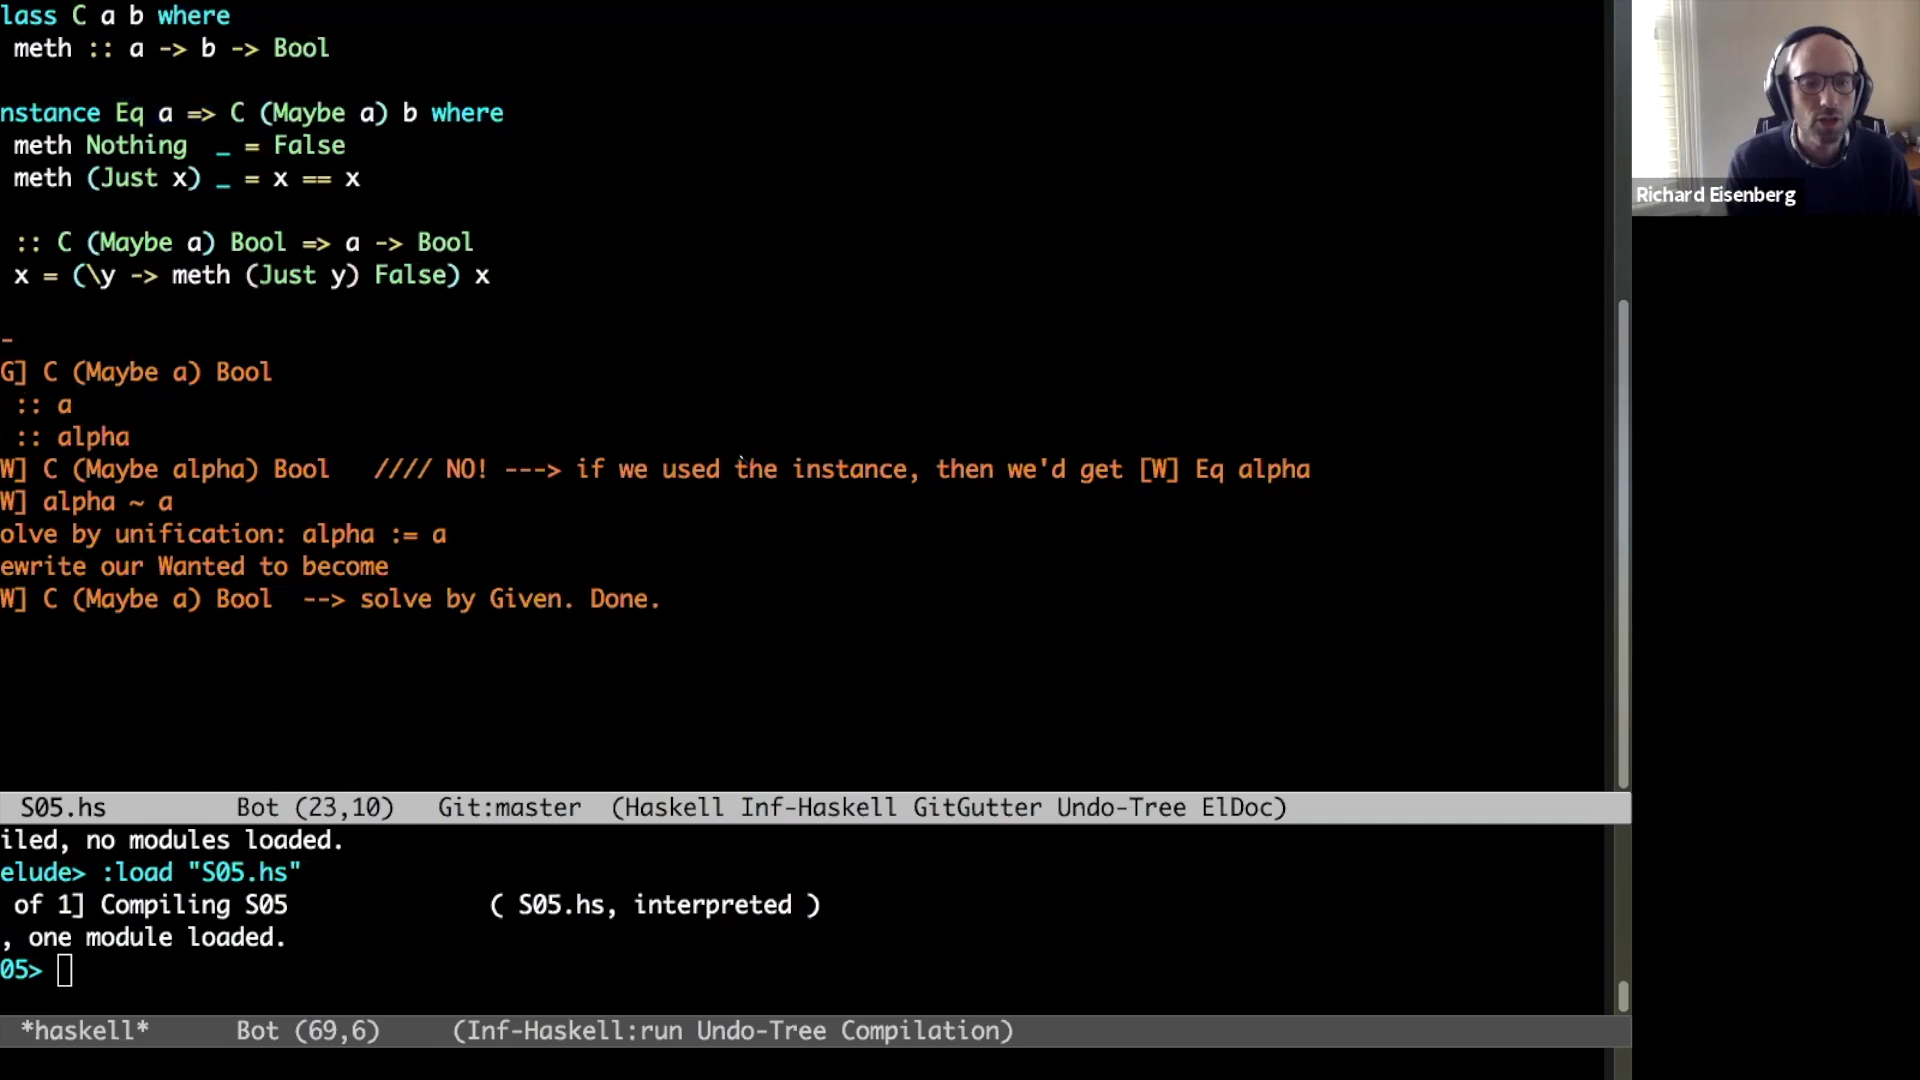 lass C a b where
meth :: a -> b -> Bool
nstance Eq a => C (Maybe a) b where
meth Nothing _ = False
meth (Just x) _ = x == x
:: C (Maybe a) Bool => a -> Bool
x = (\y -> meth (Just y) False) x
-
G] C (Maybe a) Bool
:: a
:: alpha
W] C (Maybe alpha) Bool //// NO! ---> if we used the instance, then we'd get [W] Eq alpha
W] alpha ~ a
olve by unification: alpha := a
ewrite our Wanted to become
W] C (Maybe a) Bool --> solve by Given. Done.
S05.hs Bot (23,10) Git:master (Haskell Inf-Haskell GitGutter Undo-Tree ElDoc)
iled, no modules loaded.
elude> :load "S05.hs"
of 1] Compiling S05 ( S05.hs, interpreted )
, one module loaded.
05>
*haskell* Bot (69,6) (Inf-Haskell:run Undo-Tree Compilation)
Richard Eisenberg